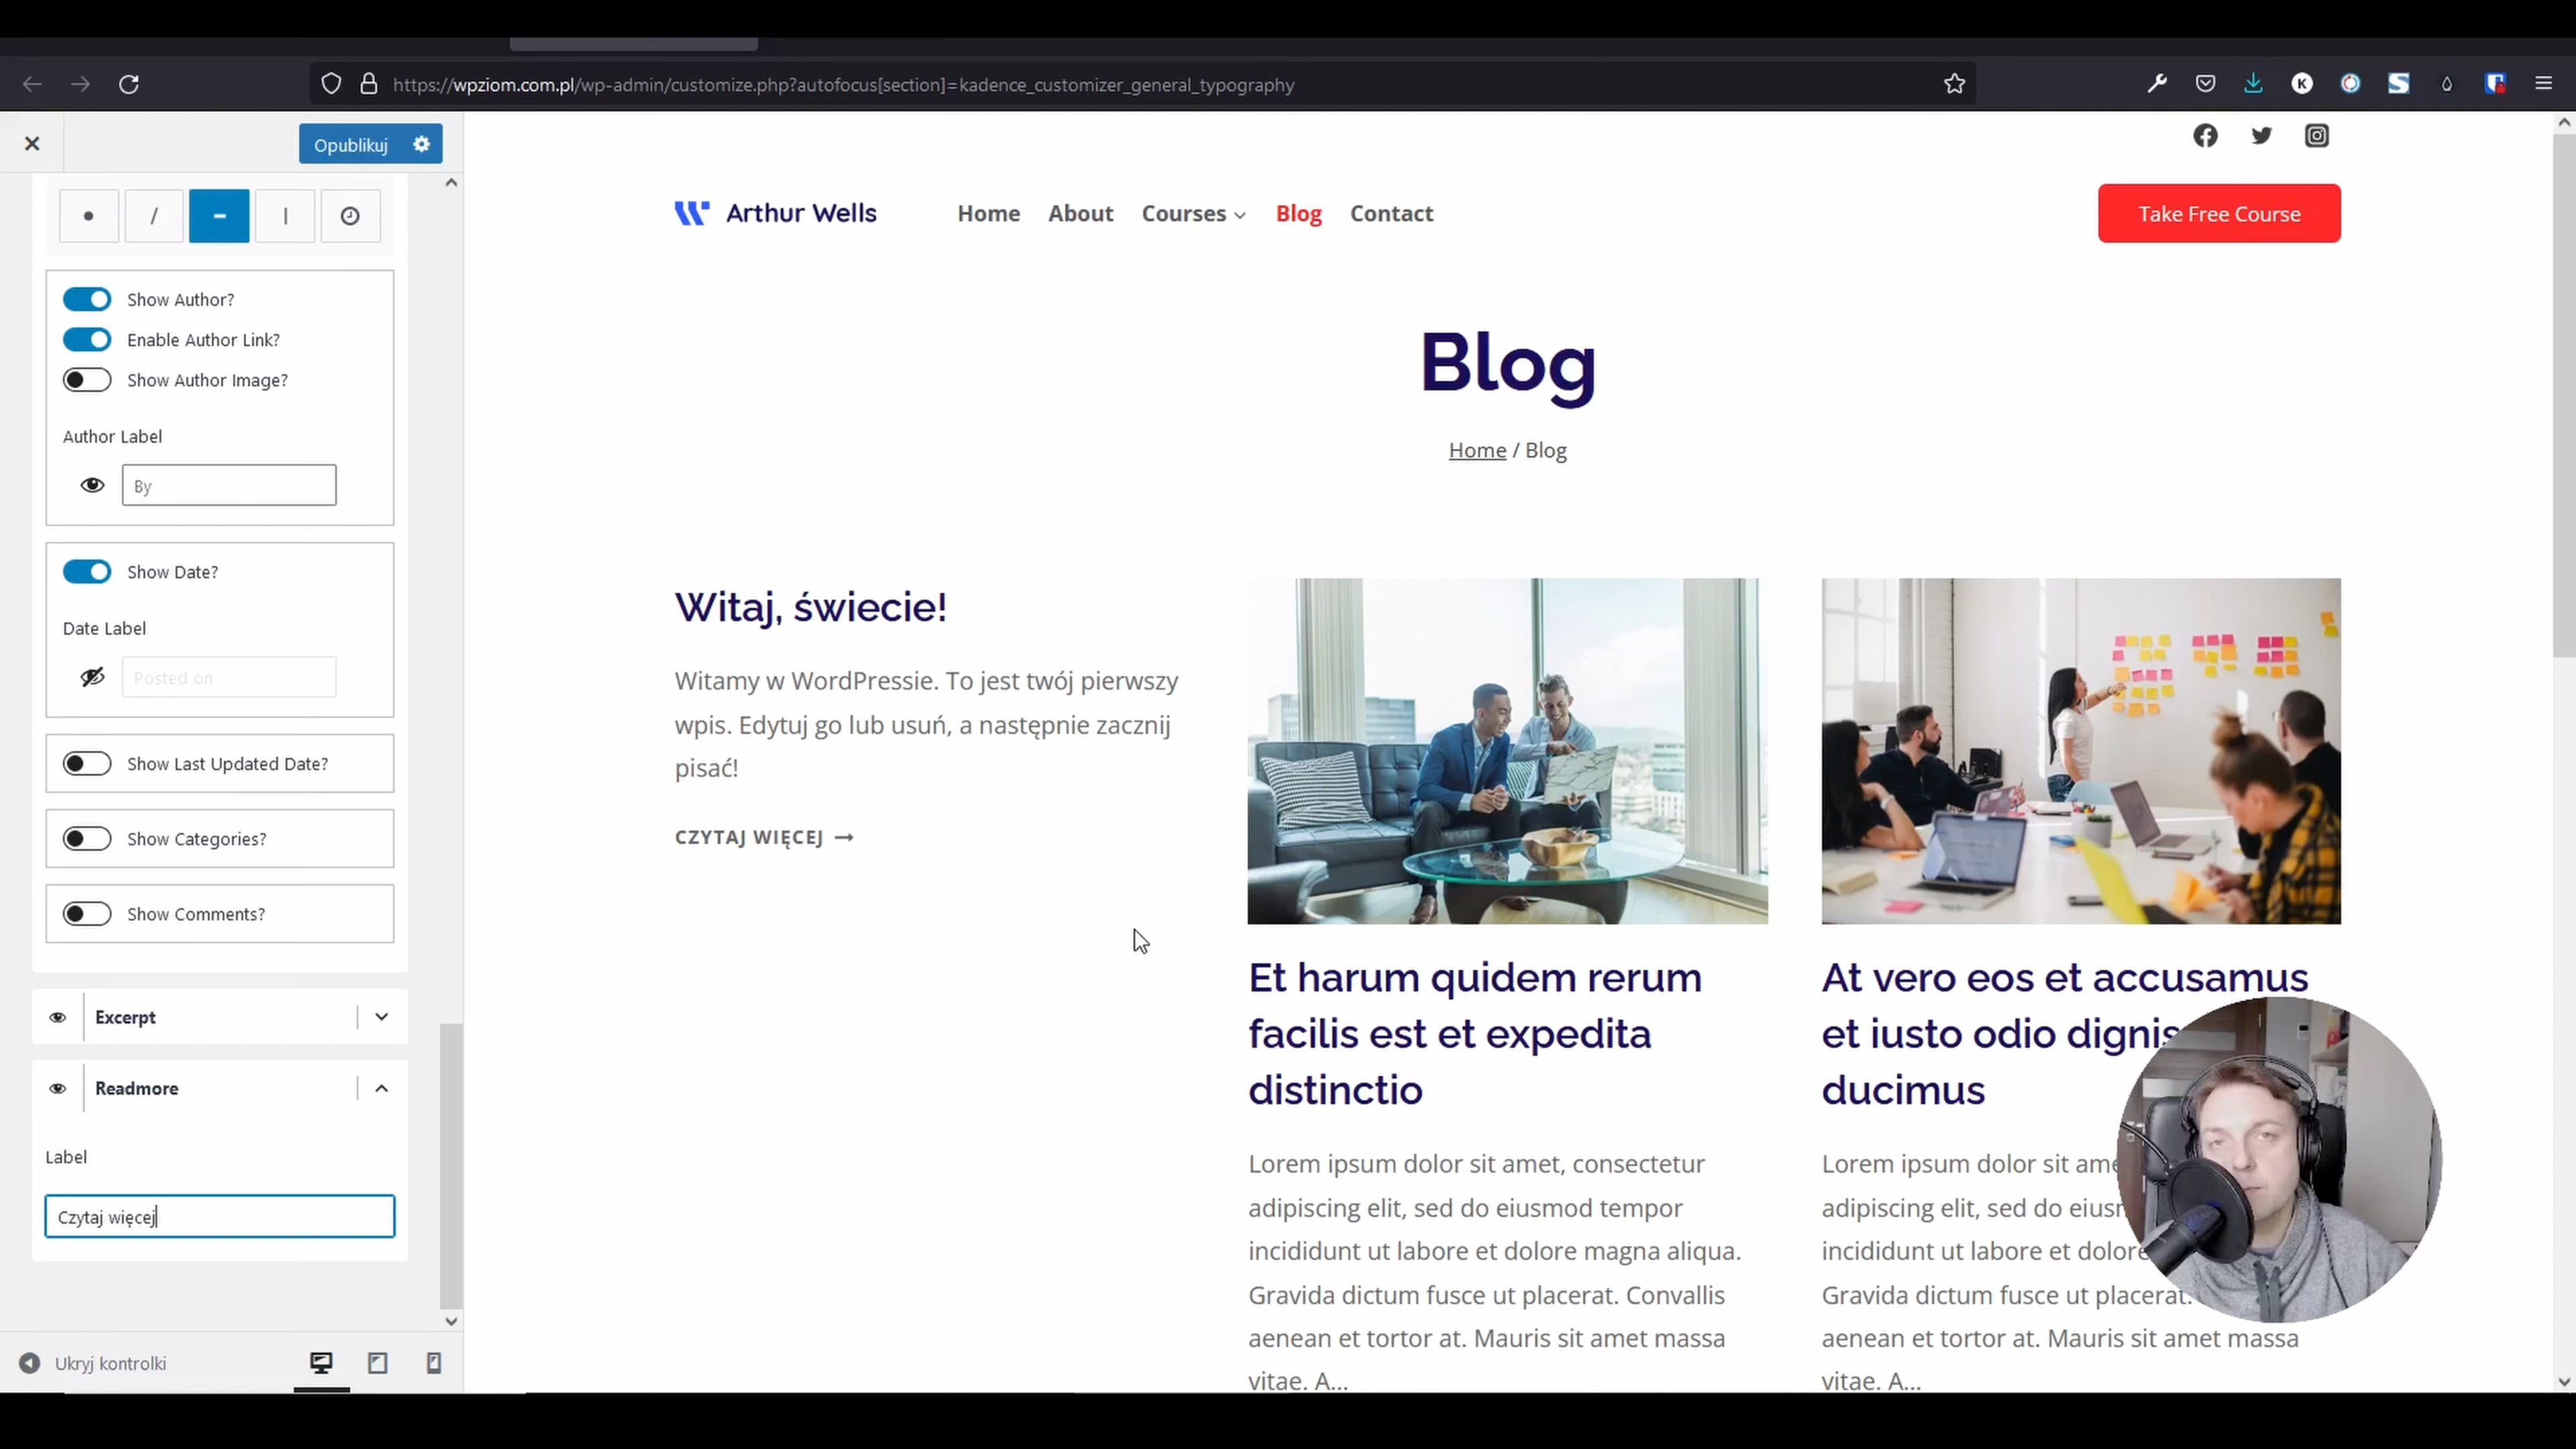 https://wpziom.com.pl/wp-admin/customize.php?autofocus[section]=kadence_customizer_general_typography
Opublikuj
Show Author?
Enable Author Link?
Show Author Image?
Author Label
By
Show Date?
Date Label
Posted on
Show Last Updated Date?
Show Categories?
Show Comments?
Excerpt
Readmore
Label
Czytaj więcej
Ukryj kontrolki
Arthur Wells
Home
About
Courses
Blog
Contact
Take Free Course
Blog
Home / Blog
Witaj, świecie!
Witamy w WordPressie. To jest twój pierwszy
wpis. Edytuj go lub usuń, a następnie zacznij
pisać!
CZYTAJ WIĘCEJ
Et harum quidem rerum
facilis est et expedita
distinctio
Lorem ipsum dolor sit amet, consectetur
adipiscing elit, sed do eiusmod tempor
incididunt ut labore et dolore magna aliqua.
Gravida dictum fusce ut placerat. Convallis
aenean et tortor at. Mauris sit amet massa
vitae. A...
At vero eos et accusamus
et iusto odio dignis
ducimus
Lorem ipsum dolor sit ame
adipiscing elit, sed do eiusm
incididunt ut labore et dolore
Gravida dictum fusce ut placerat.
aenean et tortor at. Mauris sit amet massa
vitae. A...